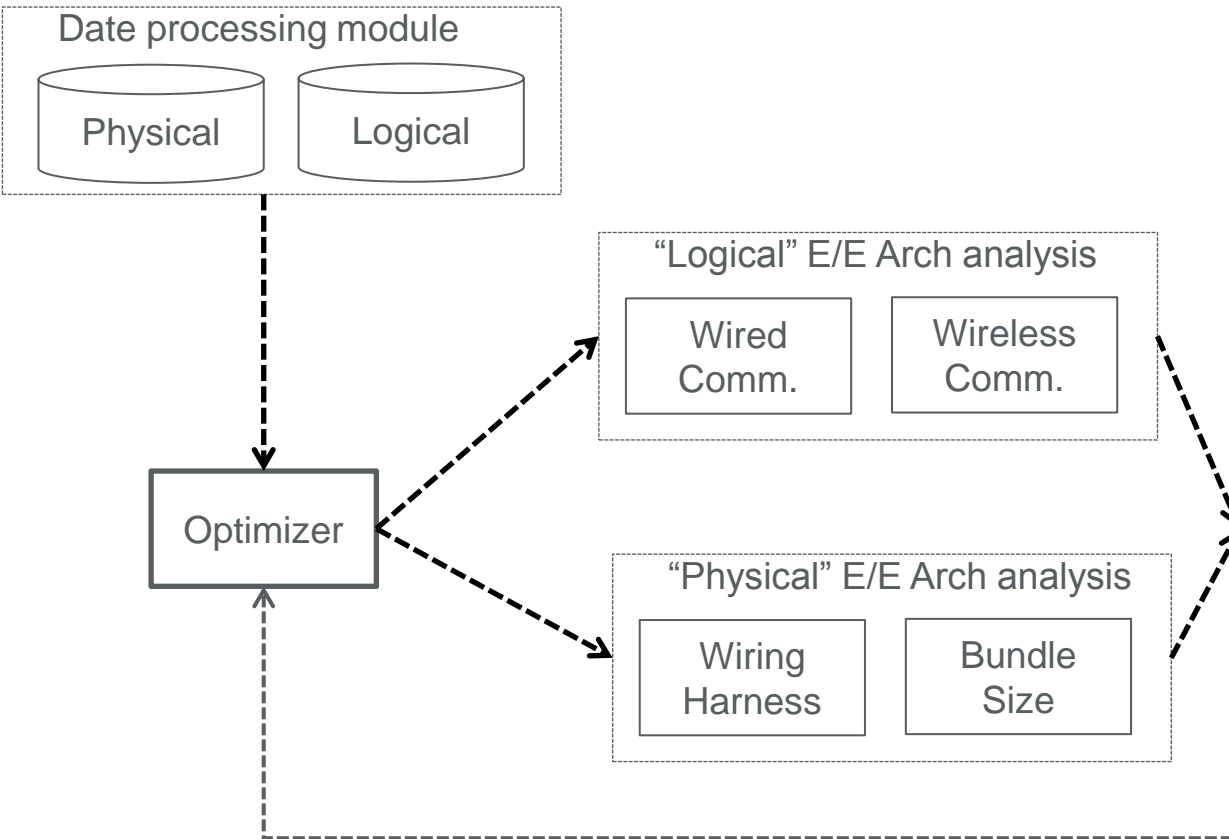 Date processing module
Physical
Logical
“Logical” E/E Arch analysis
Wired
Comm.
Wireless
Comm.
Optimizer
“Physical” E/E Arch analysis
Wiring
Harness
Bundle
Size